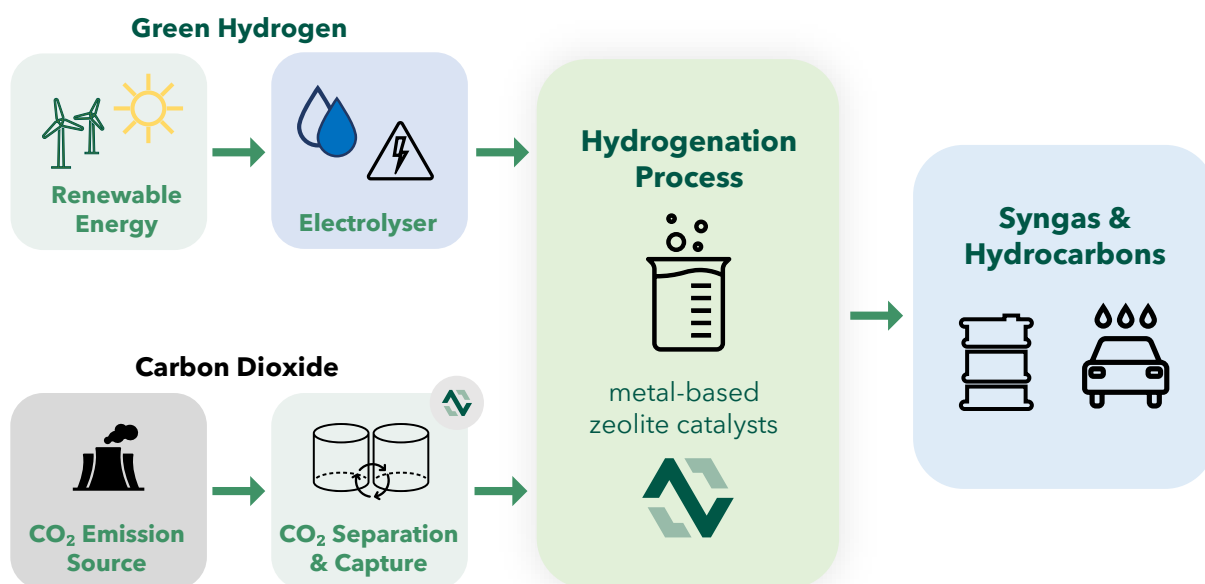 Green Hydrogen
Renewable
Energy
Electrolyser
Carbon Dioxide
CO₂ Emission
Source
CO₂ Separation
& Capture
Hydrogenation
Process
metal-based
zeolite catalysts
Syngas &
Hydrocarbons